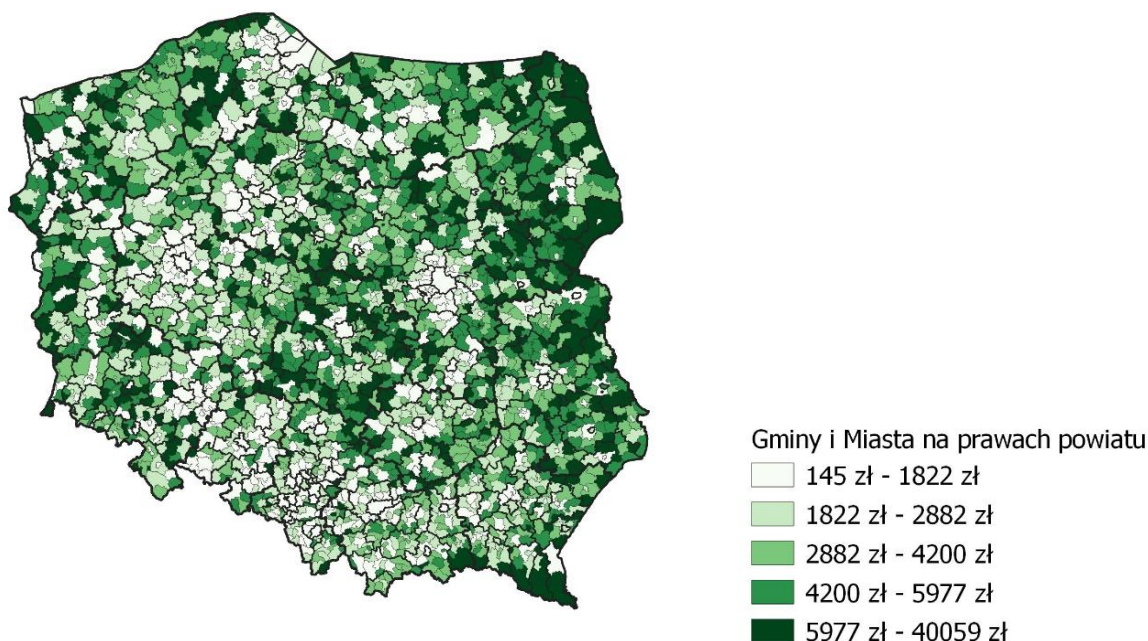 Gminy i Miasta na prawach powiatu
145 zł - 1822 zł
1822 zł - 2882 zł
2882 zł - 4200 zł
4200 zł - 5977 zł
5977 zł - 40059 zł